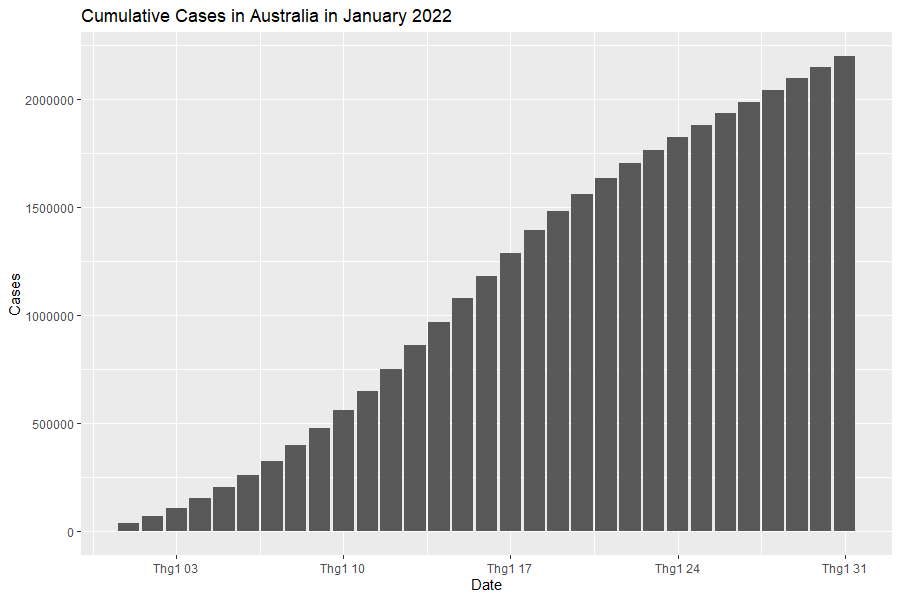 Cumulative Cases in Australia in January 2022
2000000
1500000
1000000
500000
0
Cases
Thg1 03
Thg1 10
Thg1 17
Thg1 24
Thg1 31
Date